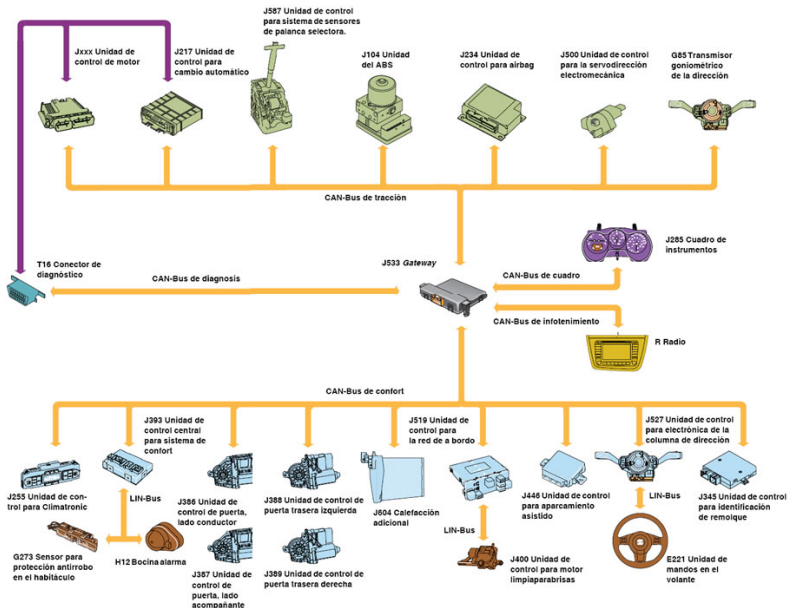 J587 Unidad de control
para sistema de sensores
de palanca selectora.
Jxxx Unidad de
control de motor
J217 Unidad de
control para
cambio automático
J104 Unidad
del ABS
J234 Unidad de
control para airbag
J500 Unidad de control
para la servodirección
electromecánica
G85 Transmisor
goniométrico
de la dirección
CAN-Bus de tracción
T16 Conector de
diagnóstico
CAN-Bus de diagnosis
J533 Gateway
CAN-Bus de cuadro
J285 Cuadro de
instrumentos
CAN-Bus de infotenimiento
R Radio
CAN-Bus de confort
J393 Unidad de
control central
para sistema de
confort
J519 Unidad de
control para
la red de a bordo
J527 Unidad de control
para electrónica de la
columna de dirección
J255 Unidad de con-
trol para Climatronic
LIN-Bus
J386 Unidad de
control de puerta,
lado conductor
J388 Unidad de control de
puerta trasera izquierda
J604 Calefacción
adicional
J446 Unidad de control
para aparcamiento
asistido
LIN-Bus
J345 Unidad de control
para identificación
de remolque
LIN-Bus
G273 Sensor para
protección antirrobo
en el habitáculo
H12 Bocina alarma
J387 Unidad de
control de
puerta, lado
acompañante
J389 Unidad de control de
puerta trasera derecha
J400 Unidad de
control para motor
limpiaparabrisas
E221 Unidad de
mandos en el
volante